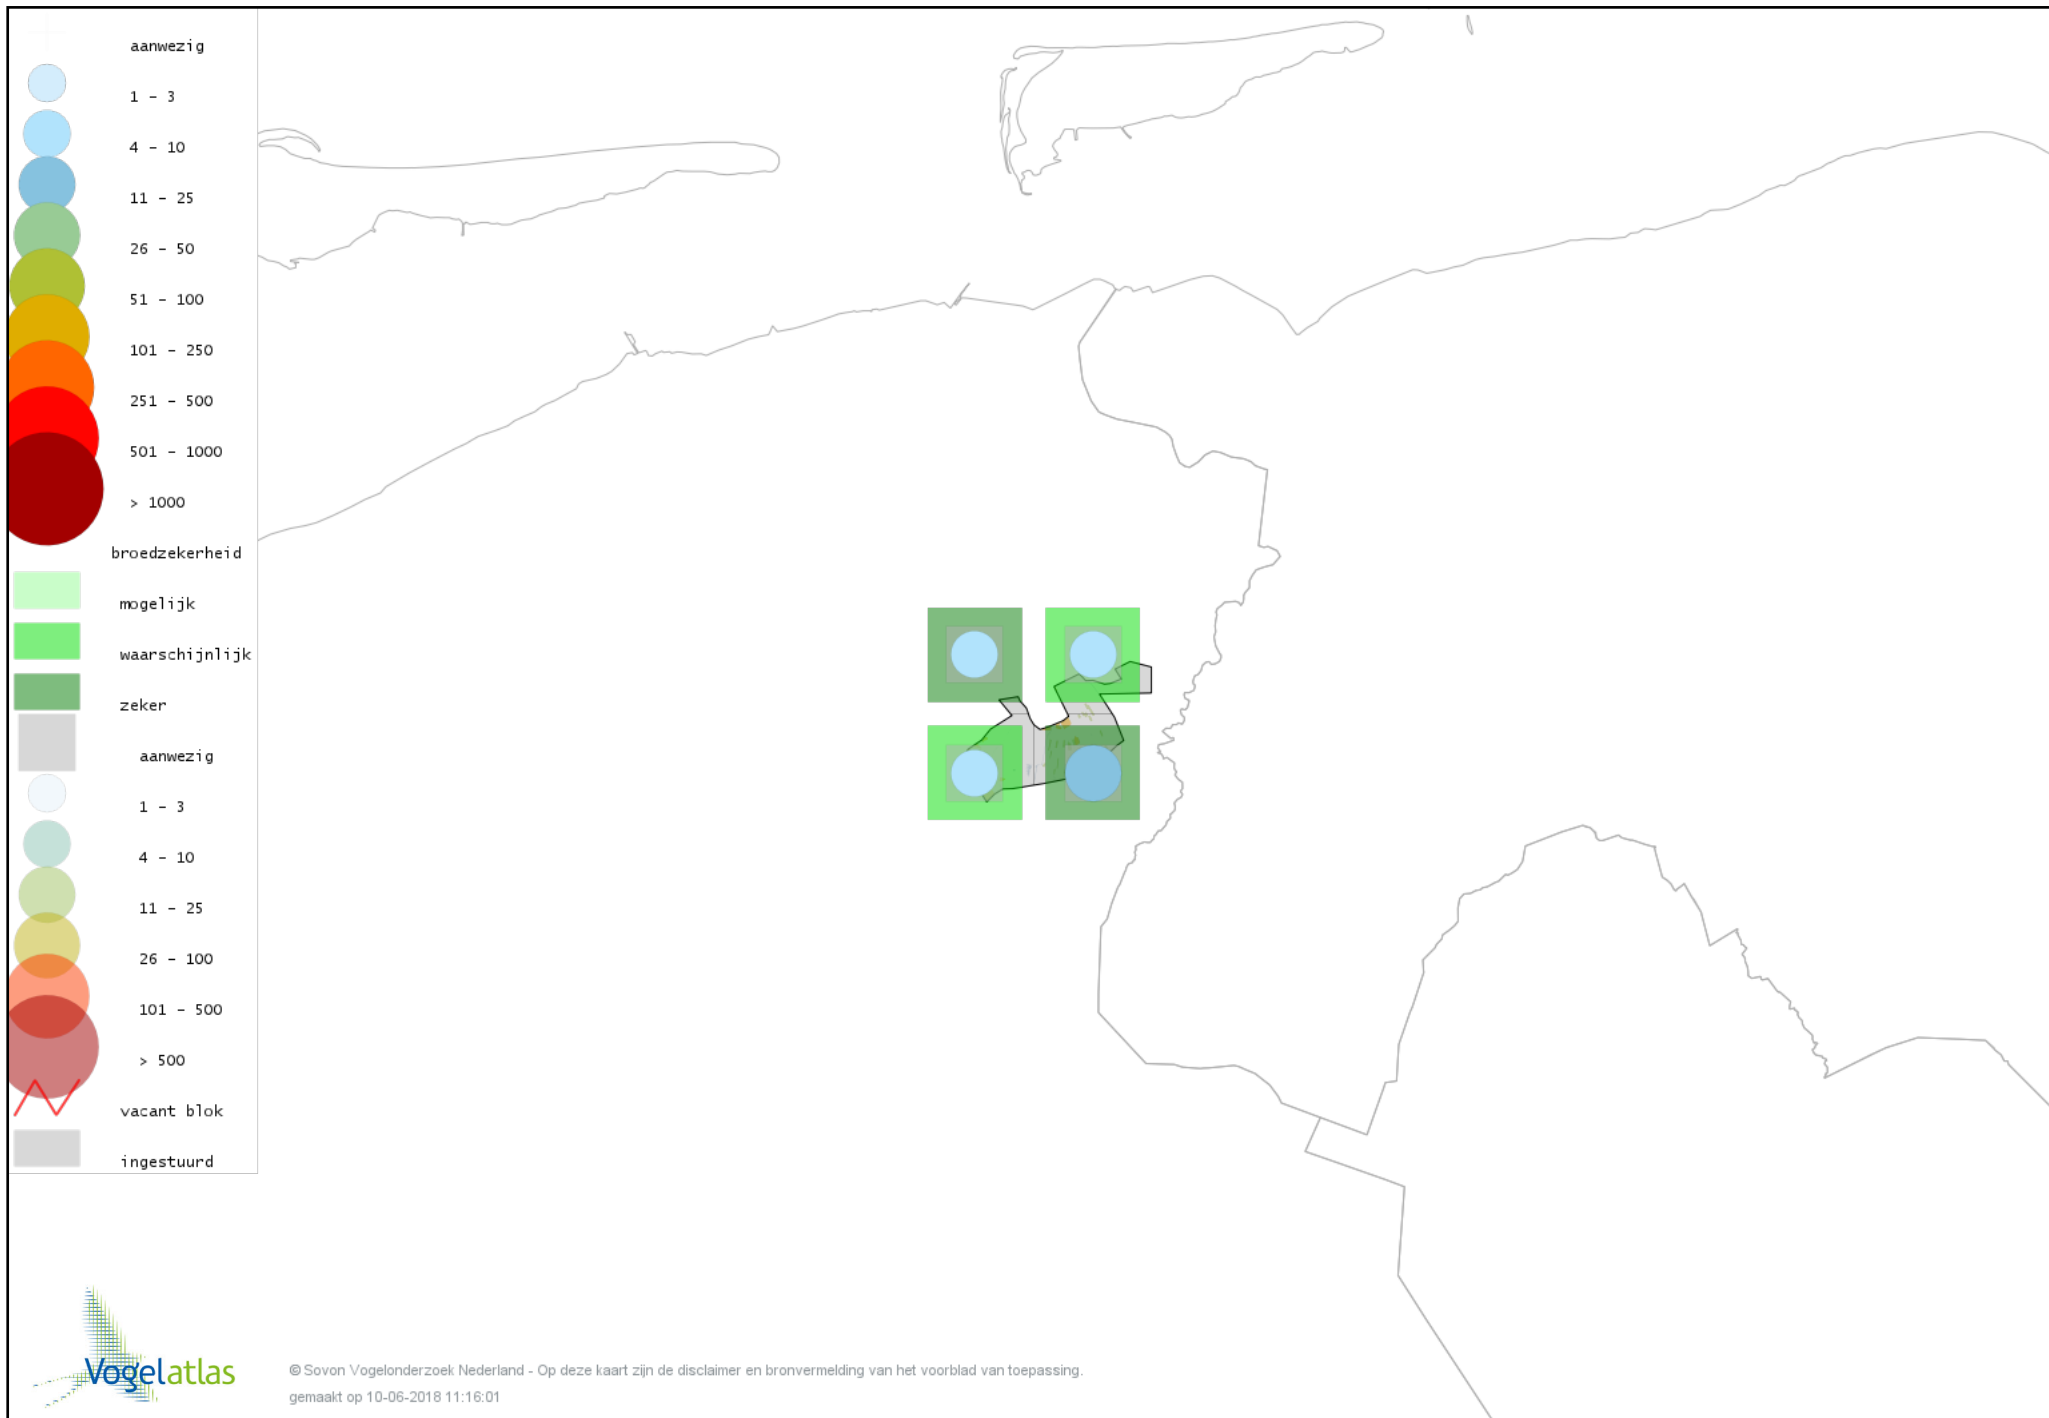 aanwezig
1 - 3
4 - 10
11 - 25
26 - 50
51 - 100
101 - 250
251 - 500
501 - 1000
> 1000
broedzekerheid
mogelijk
waarschijnlijk
zeker
aanwezig
1 - 3
4 - 10
11 - 25
26 - 100
101 - 500
> 500
vacant blok
ingestuurd
Vogelatlas
© Sovon Vogelonderzoek Nederland - Op deze kaart zijn de disclaimer en bronvermelding van het voorblad van toepassing.
gemaakt op 10-06-2018 11:16:01